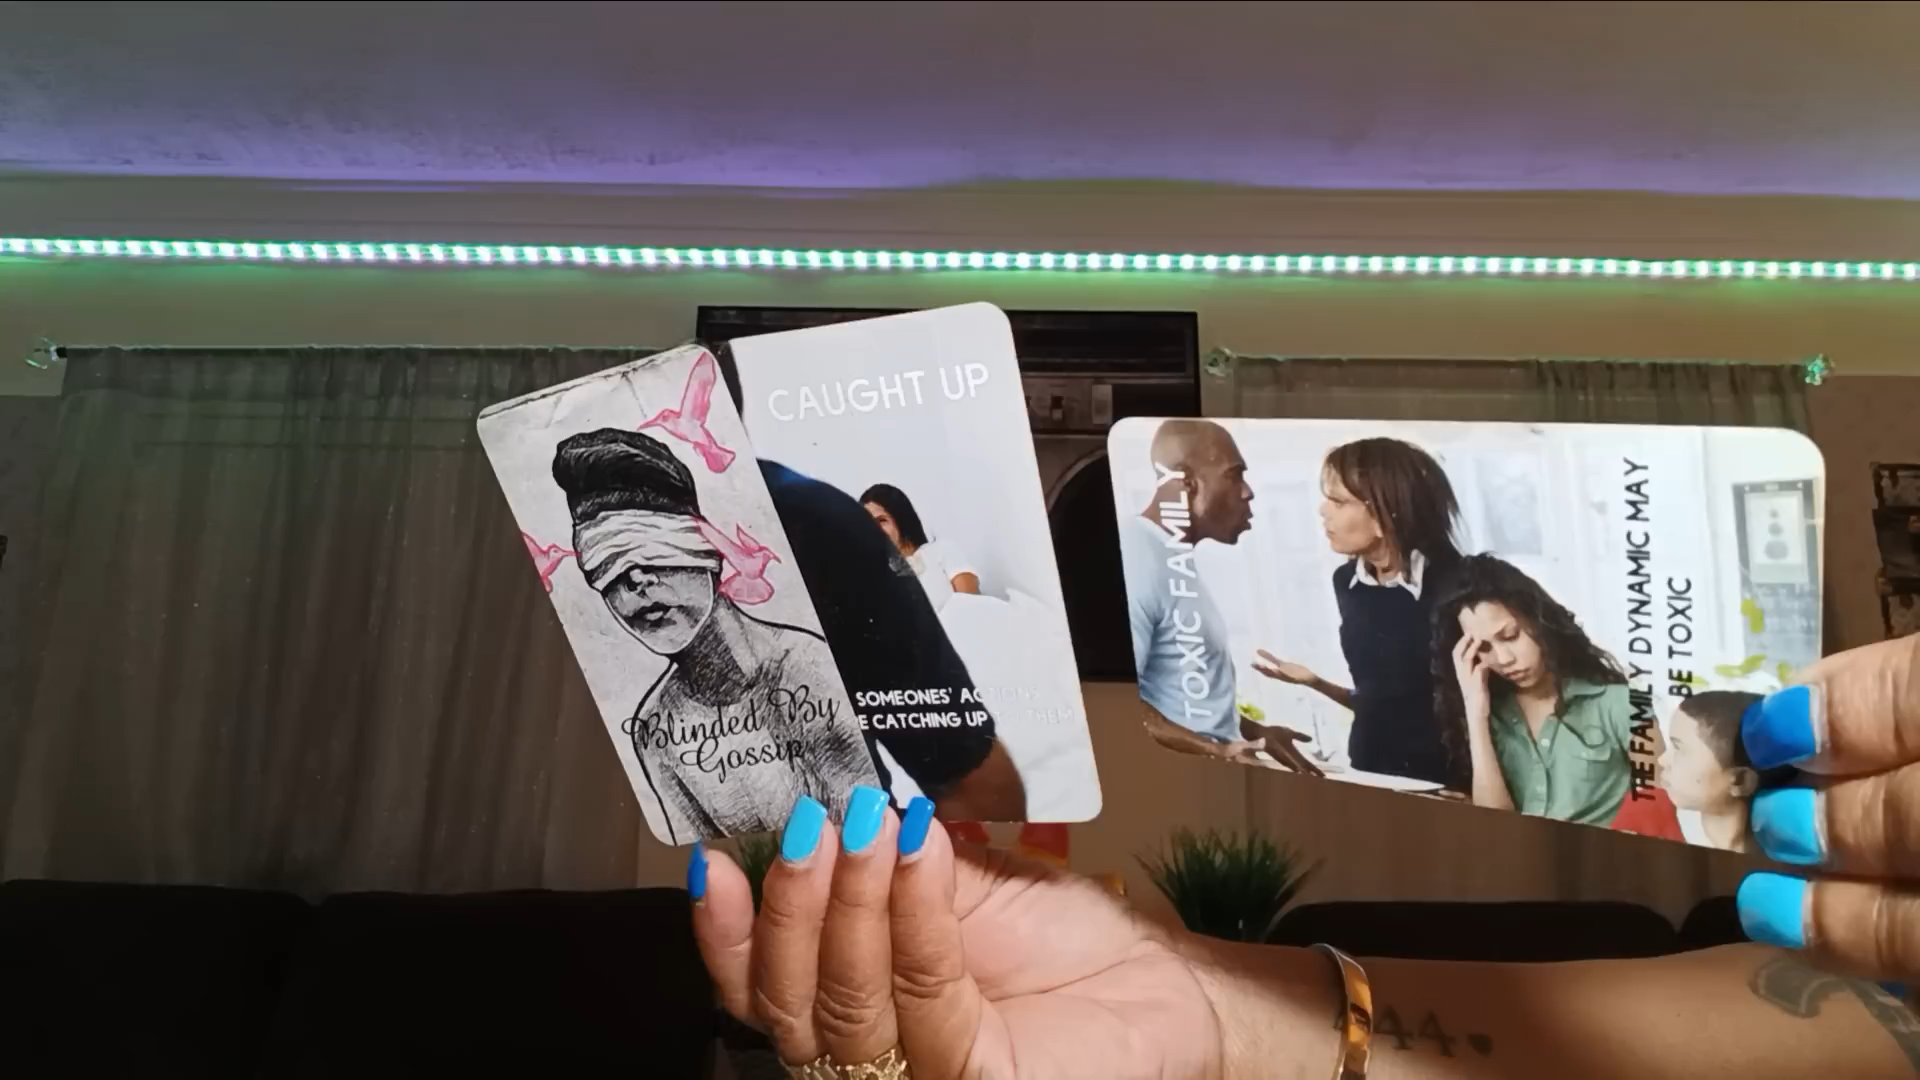 Blinded By
Gossip
CAUGHT UP
SOMEONES' ACTIONS
E CATCHING UP TO THEM
TOXIC FAMILY
THE FAMILY DYNAMIC MAY
BE TOXIC
444